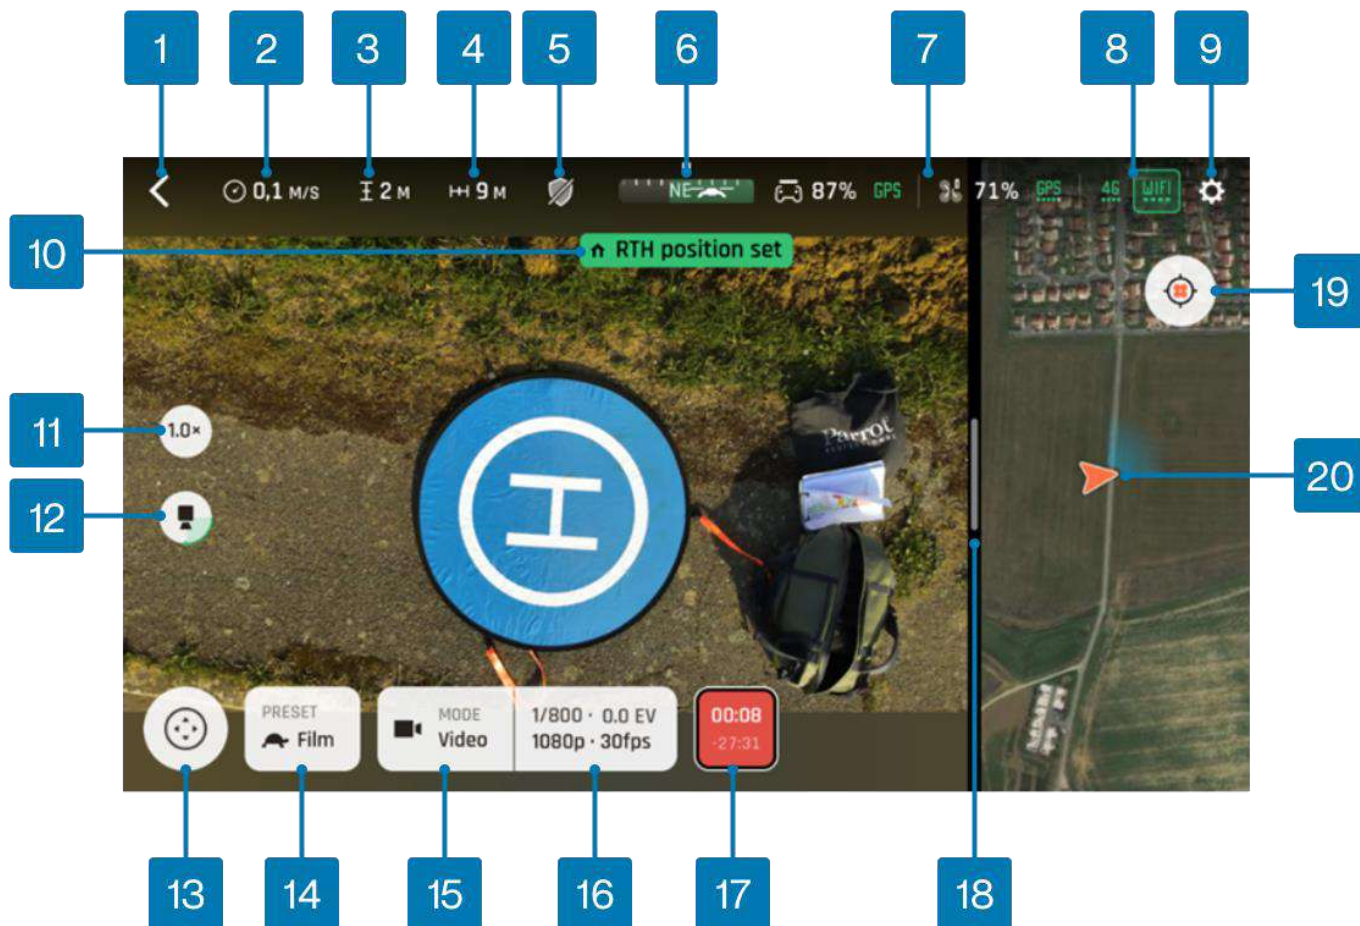 1 2 3 4 5 6 7 8 9
0,1 M/S 2 M 9 M NE 87% GPS 71% GPS 4G WIFI
10 RTH position set
19
11 1.0×
Parrot
20
12
PRESET MODE 1/800 · 0.0 EV 00:08
Film Video 1080p · 30fps -27:31
H
13 14 15 16 17 18